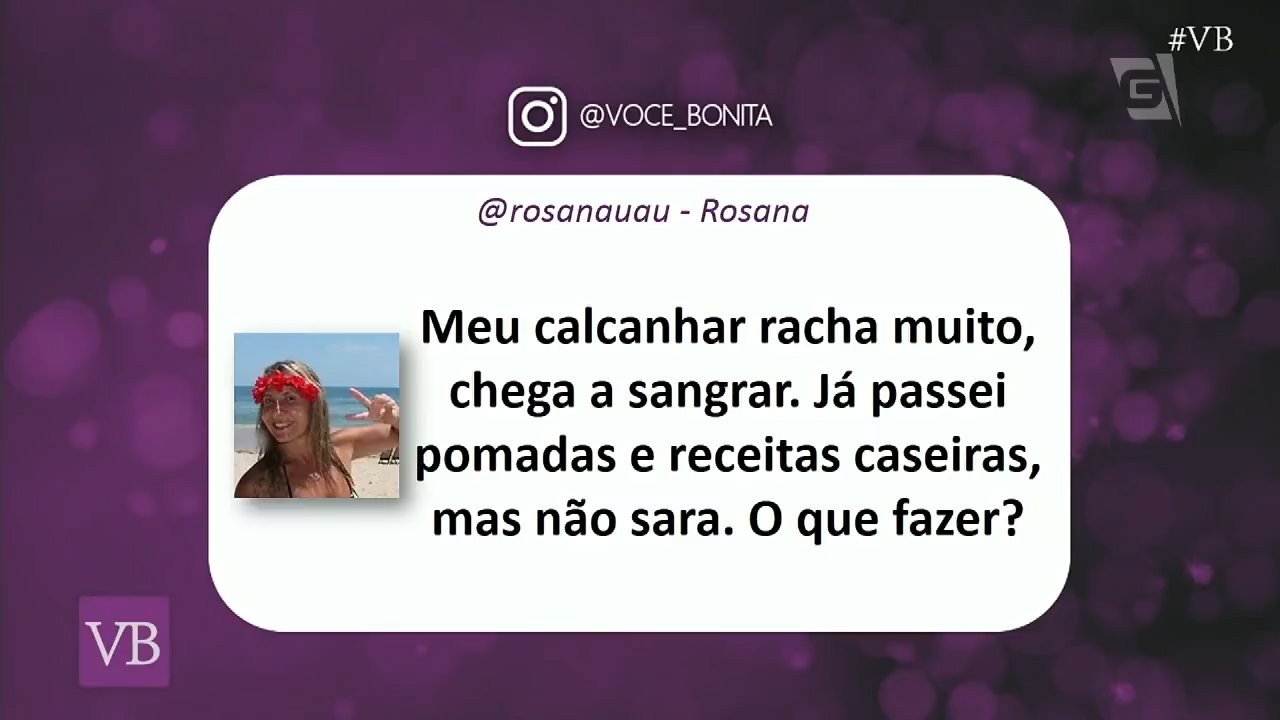 #VB
@VOCE_BONITA
@rosanauau - Rosana
Meu calcanhar racha muito,
chega a sangrar. Já passei
pomadas e receitas caseiras,
mas não sara. O que fazer?
VB